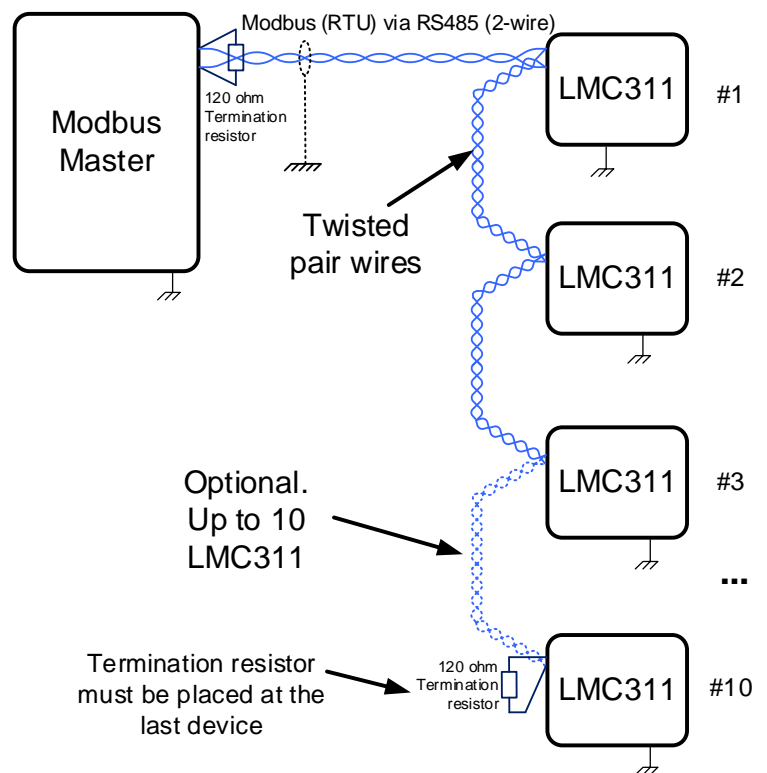 Modbus (RTU) via RS485 (2-wire)
120 ohm
Termination
resistor
Modbus
Master
LMC311
#1
Twisted
pair wires
LMC311
#2
LMC311
#3
Optional.
Up to 10
LMC311
...
Termination resistor
must be placed at the
last device
120 ohm
Termination
resistor
LMC311
#10